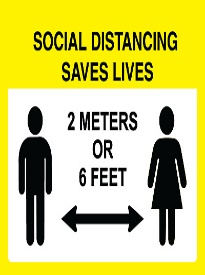 SOCIAL DISTANCING
SAVES LIVES
2 METERS
OR
6 FEET